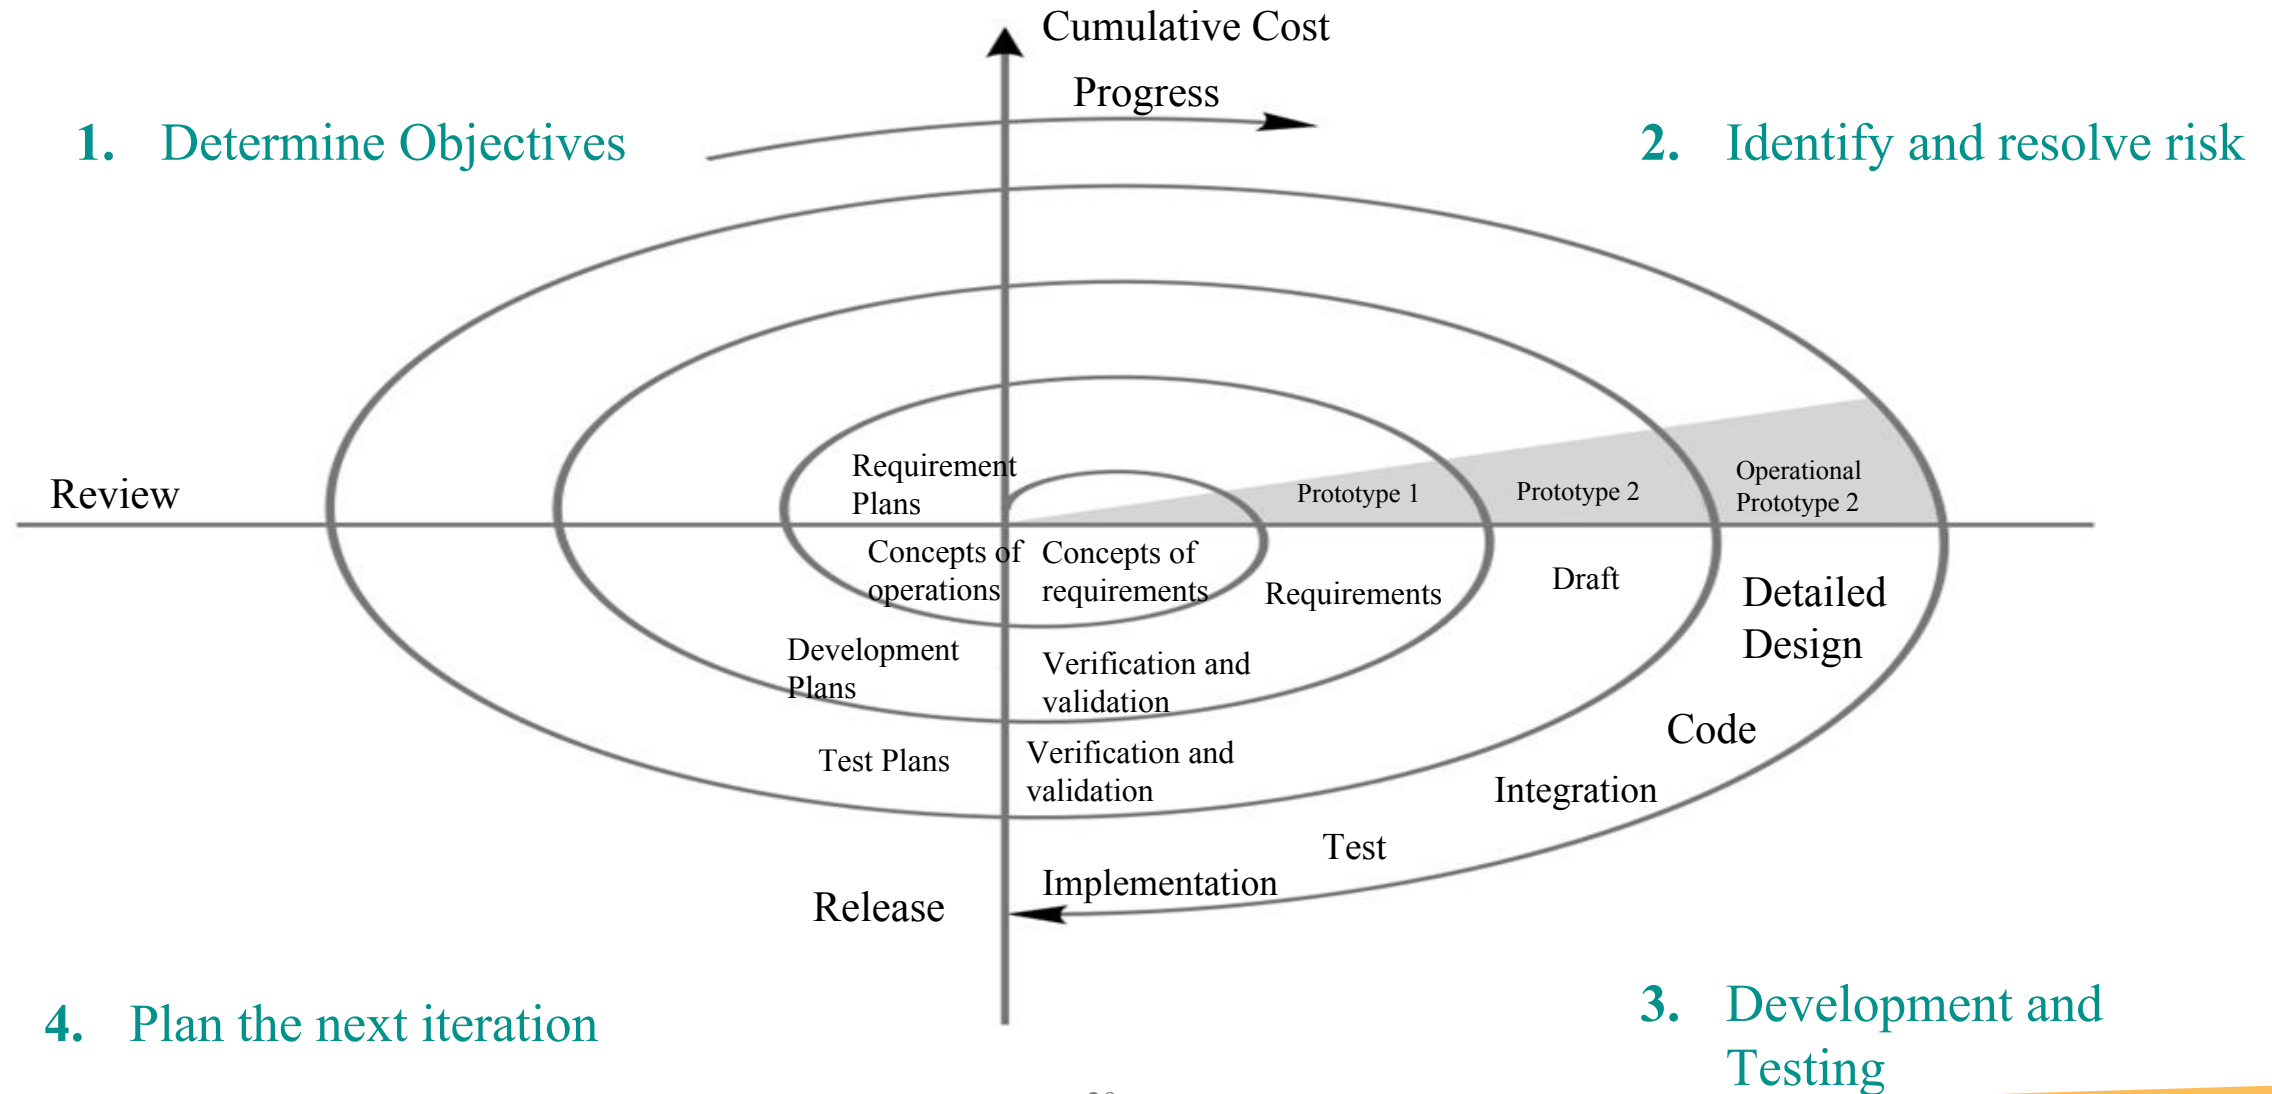 Cumulative Cost
Progress
1. Determine Objectives
2. Identify and resolve risk
Review
Requirement
Plans
Prototype 1
Prototype 2
Operational
Prototype 2
Concepts of
operations
Concepts of
requirements
Requirements
Draft
Detailed
Design
Development
Plans
Verification and
validation
Code
Test Plans
Verification and
validation
Integration
Test
Implementation
Release
4. Plan the next iteration
3. Development and
Testing